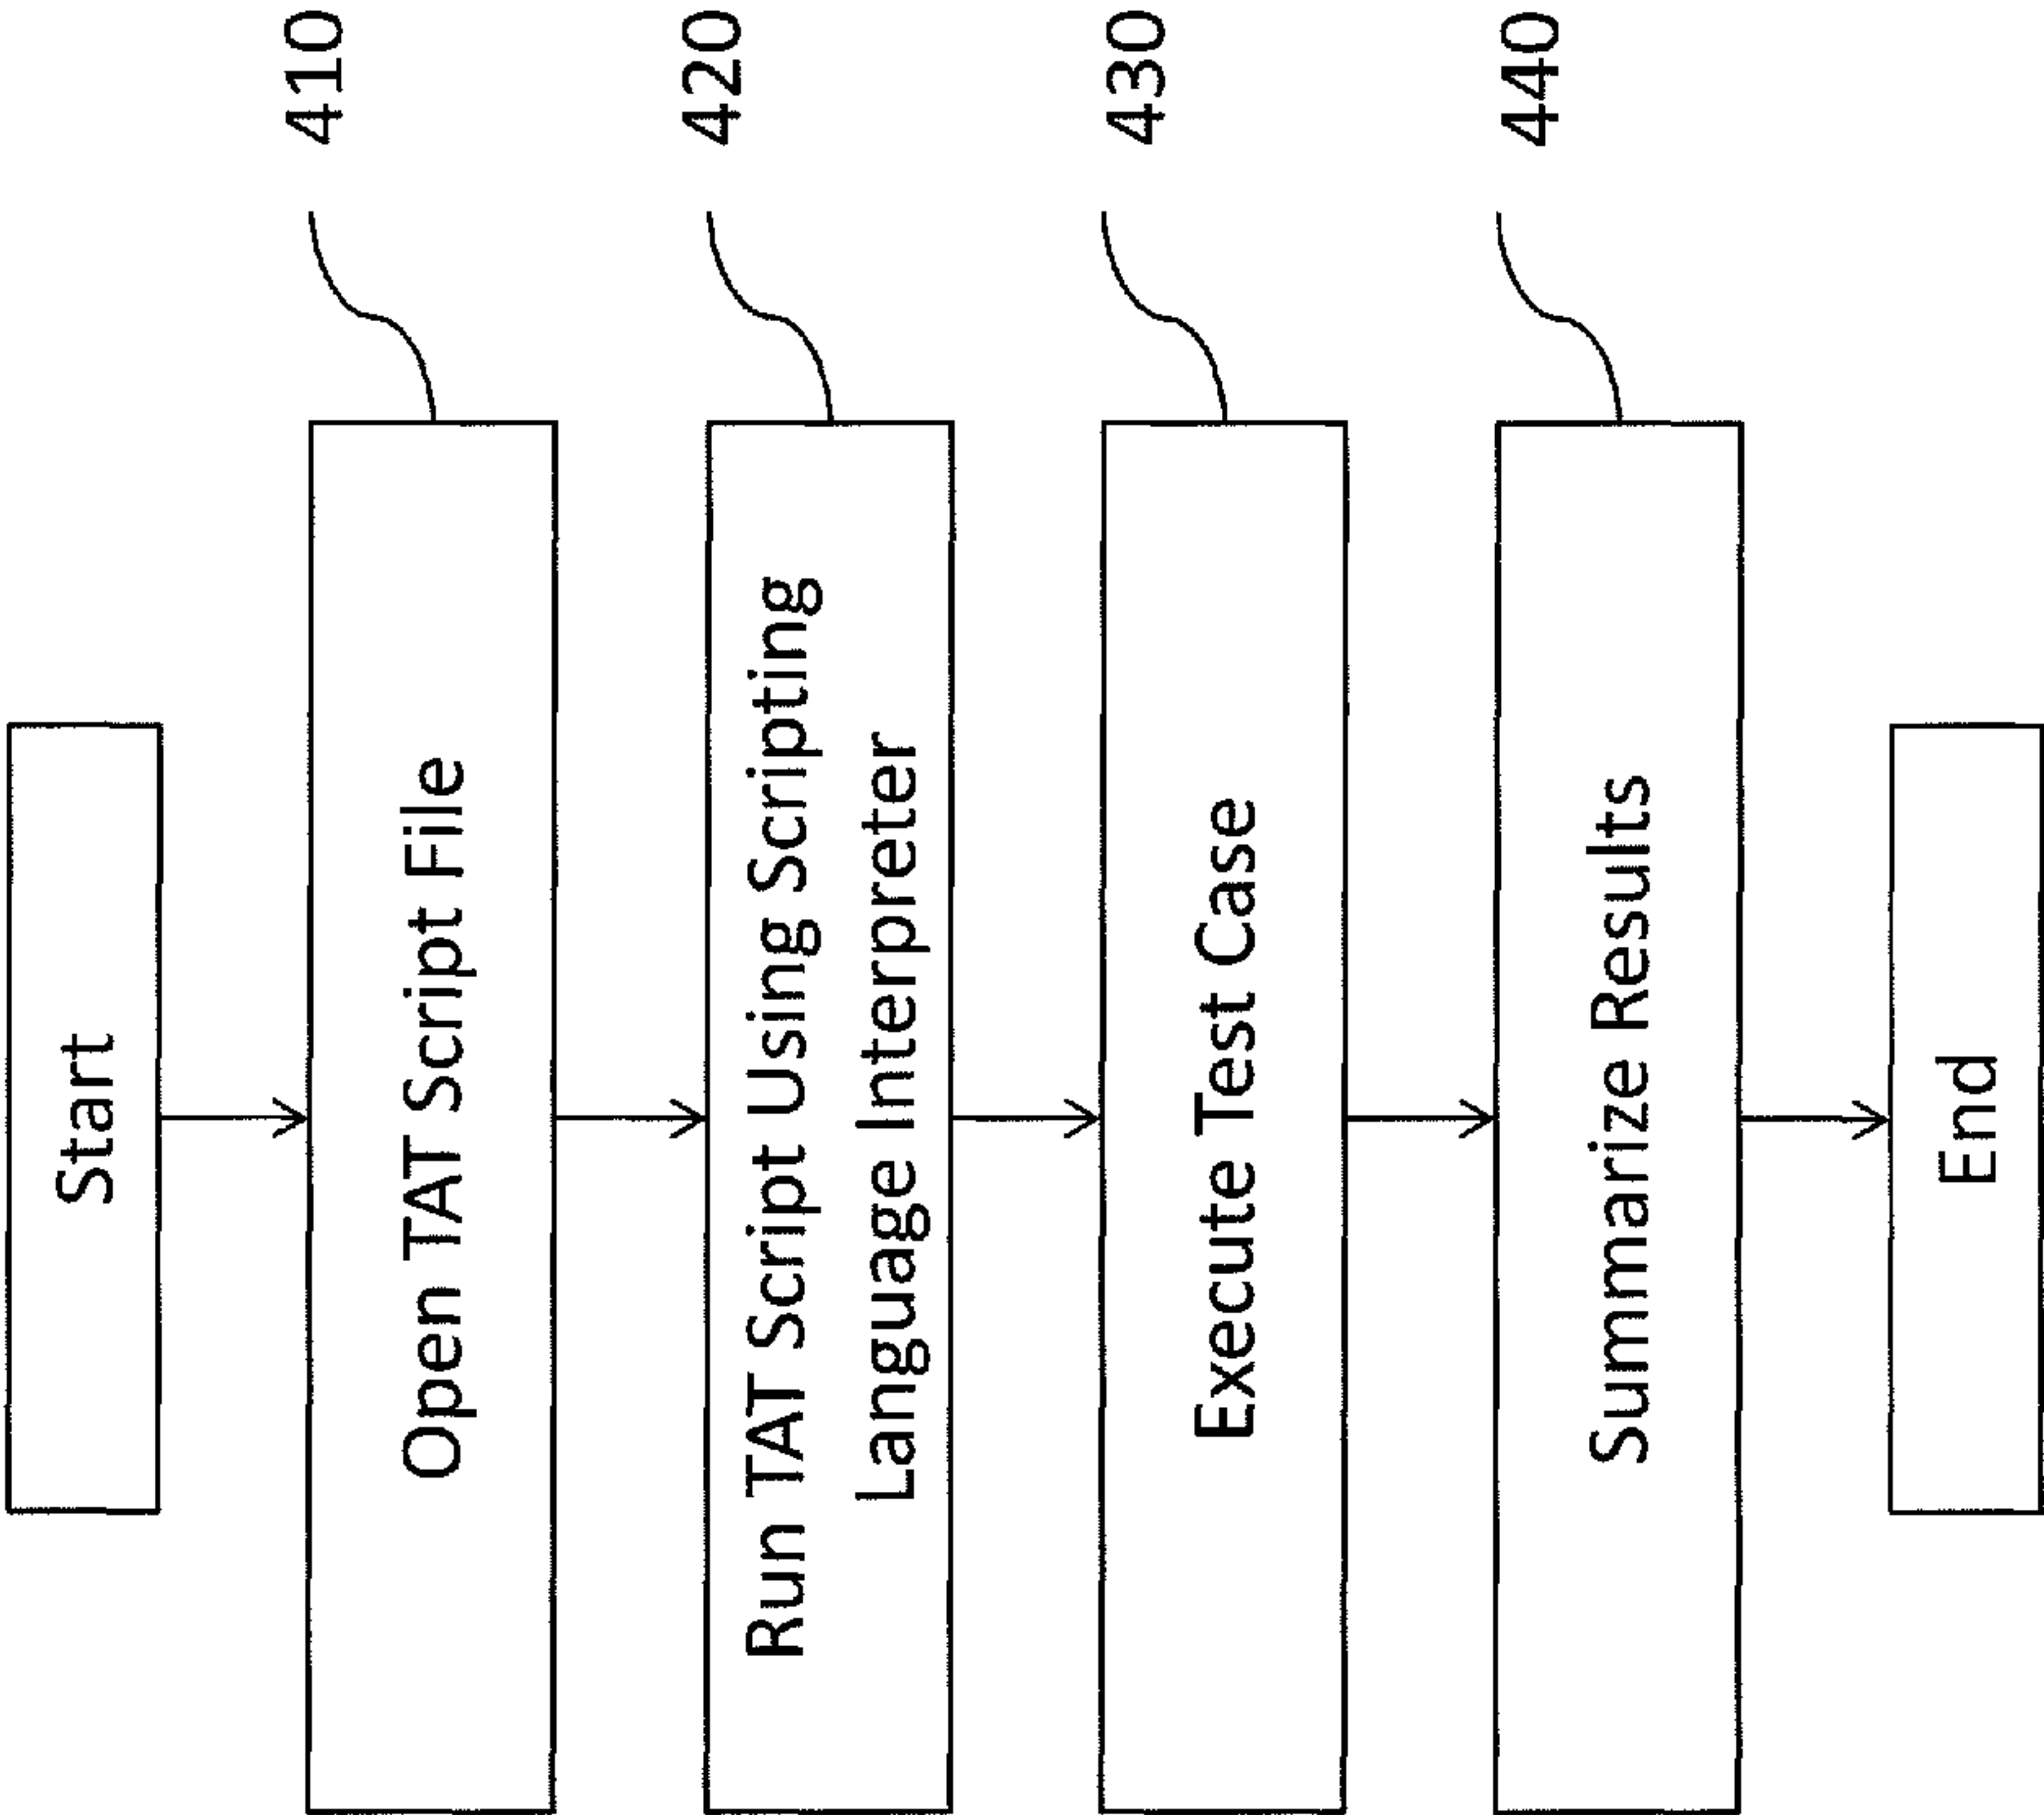 Start
Open TAT Script File
410
Run TAT Script Using Scripting
Language Interpreter
420
Execute Test Case
430
Summarize Results
440
End